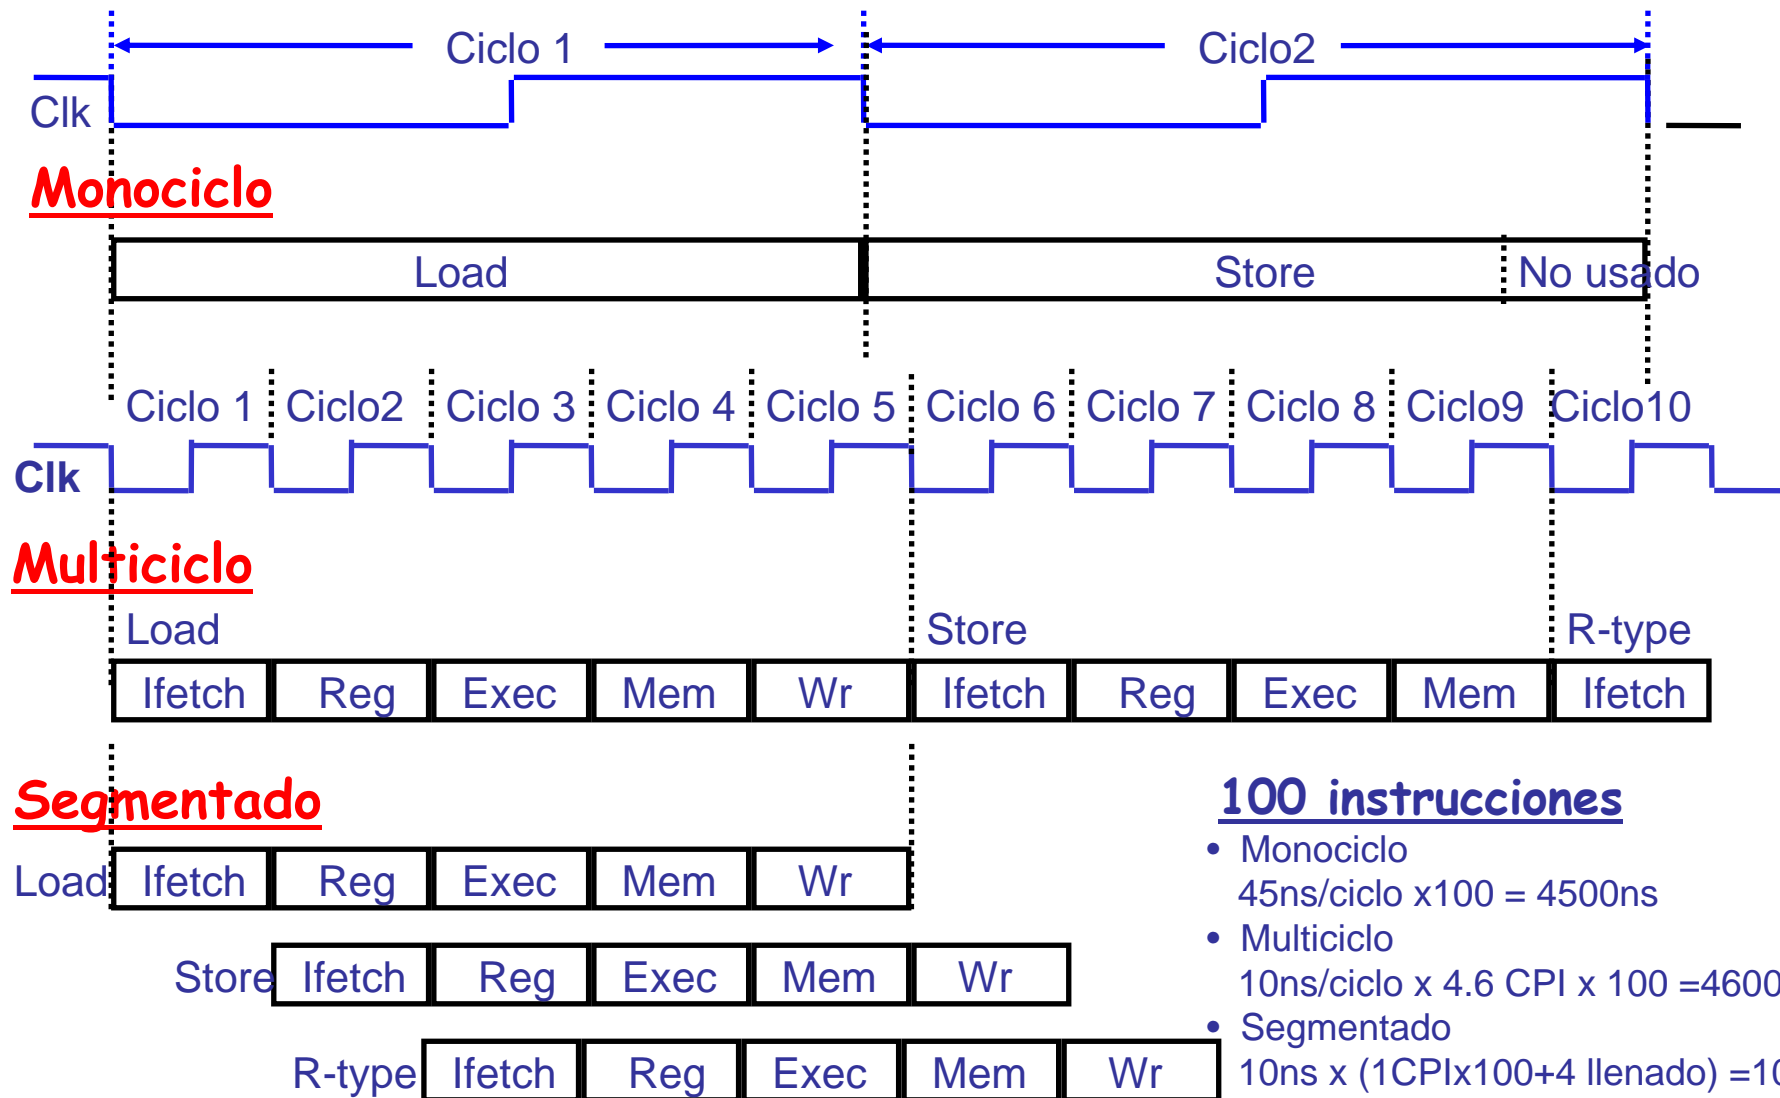 Ciclo 1 Ciclo2
Clk
Monociclo
Load Store No usado
Ciclo 1 Ciclo2 Ciclo 3 Ciclo 4 Ciclo 5 Ciclo 6 Ciclo 7 Ciclo 8 Ciclo9 Ciclo10
Clk
Multiciclo
Load Store R-type
Ifetch Reg Exec Mem Wr Ifetch Reg Exec Mem Ifetch
Segmentado
Load Ifetch Reg Exec Mem Wr
Store Ifetch Reg Exec Mem Wr
R-type Ifetch Reg Exec Mem Wr
100 instrucciones
• Monociclo
45ns/ciclo x100 = 4500ns
• Multiciclo
10ns/ciclo x 4.6 CPI x 100 =4600
• Segmentado
10ns x (1CPIx100+4 llenado) =10